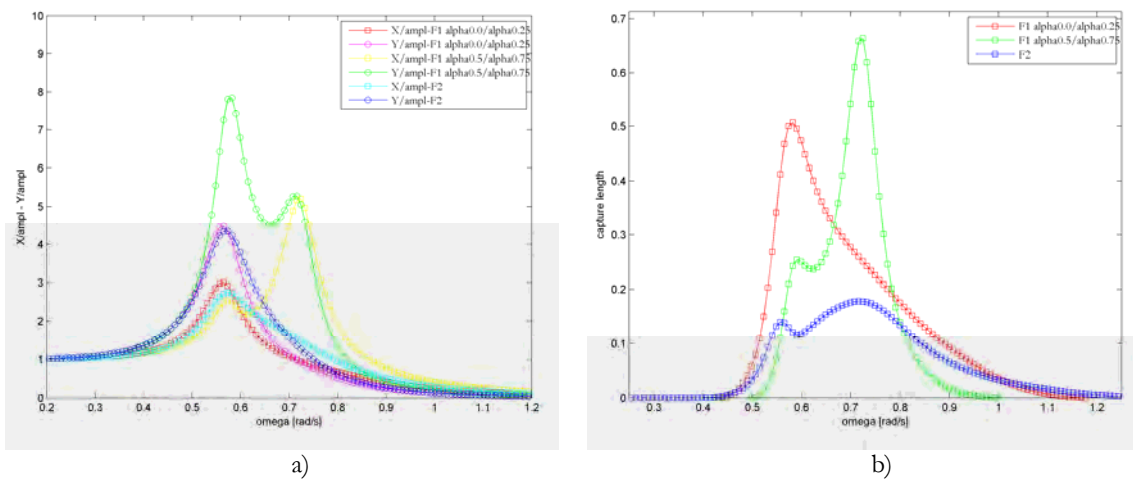 10
9
8
7
6
5
4
3
2
1
0
X/ampl - Y/ampl
X/ampl-F1 alpha0.0/alpha0.25
Y/ampl-F1 alpha0.0/alpha0.25
X/ampl-F1 alpha0.5/alpha0.75
Y/ampl-F1 alpha0.5/alpha0.75
X/ampl-F2
Y/ampl-F2
0.2 0.3 0.4 0.5 0.6 0.7 0.8 0.9 1 1.1 1.2
omega [rad/s]
a)
0.7
0.6
0.5
0.4
0.3
0.2
0.1
0
capture length
F1 alpha0.0/alpha0.25
F1 alpha0.5/alpha0.75
F2
0.3 0.4 0.5 0.6 0.7 0.8 0.9 1 1.1 1.2
omega [rad/s]
b)